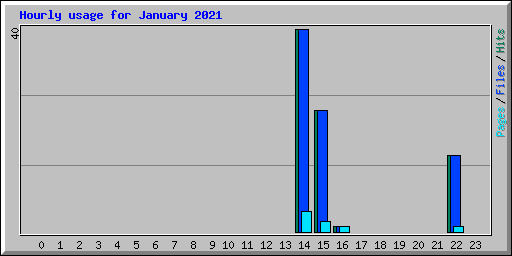 Hourly usage for January 2021
40
Pages/Files/Hits
0 1 2 3 4 5 6 7 8 9 10 11 12 13 14 15 16 17 18 19 20 21 22 23